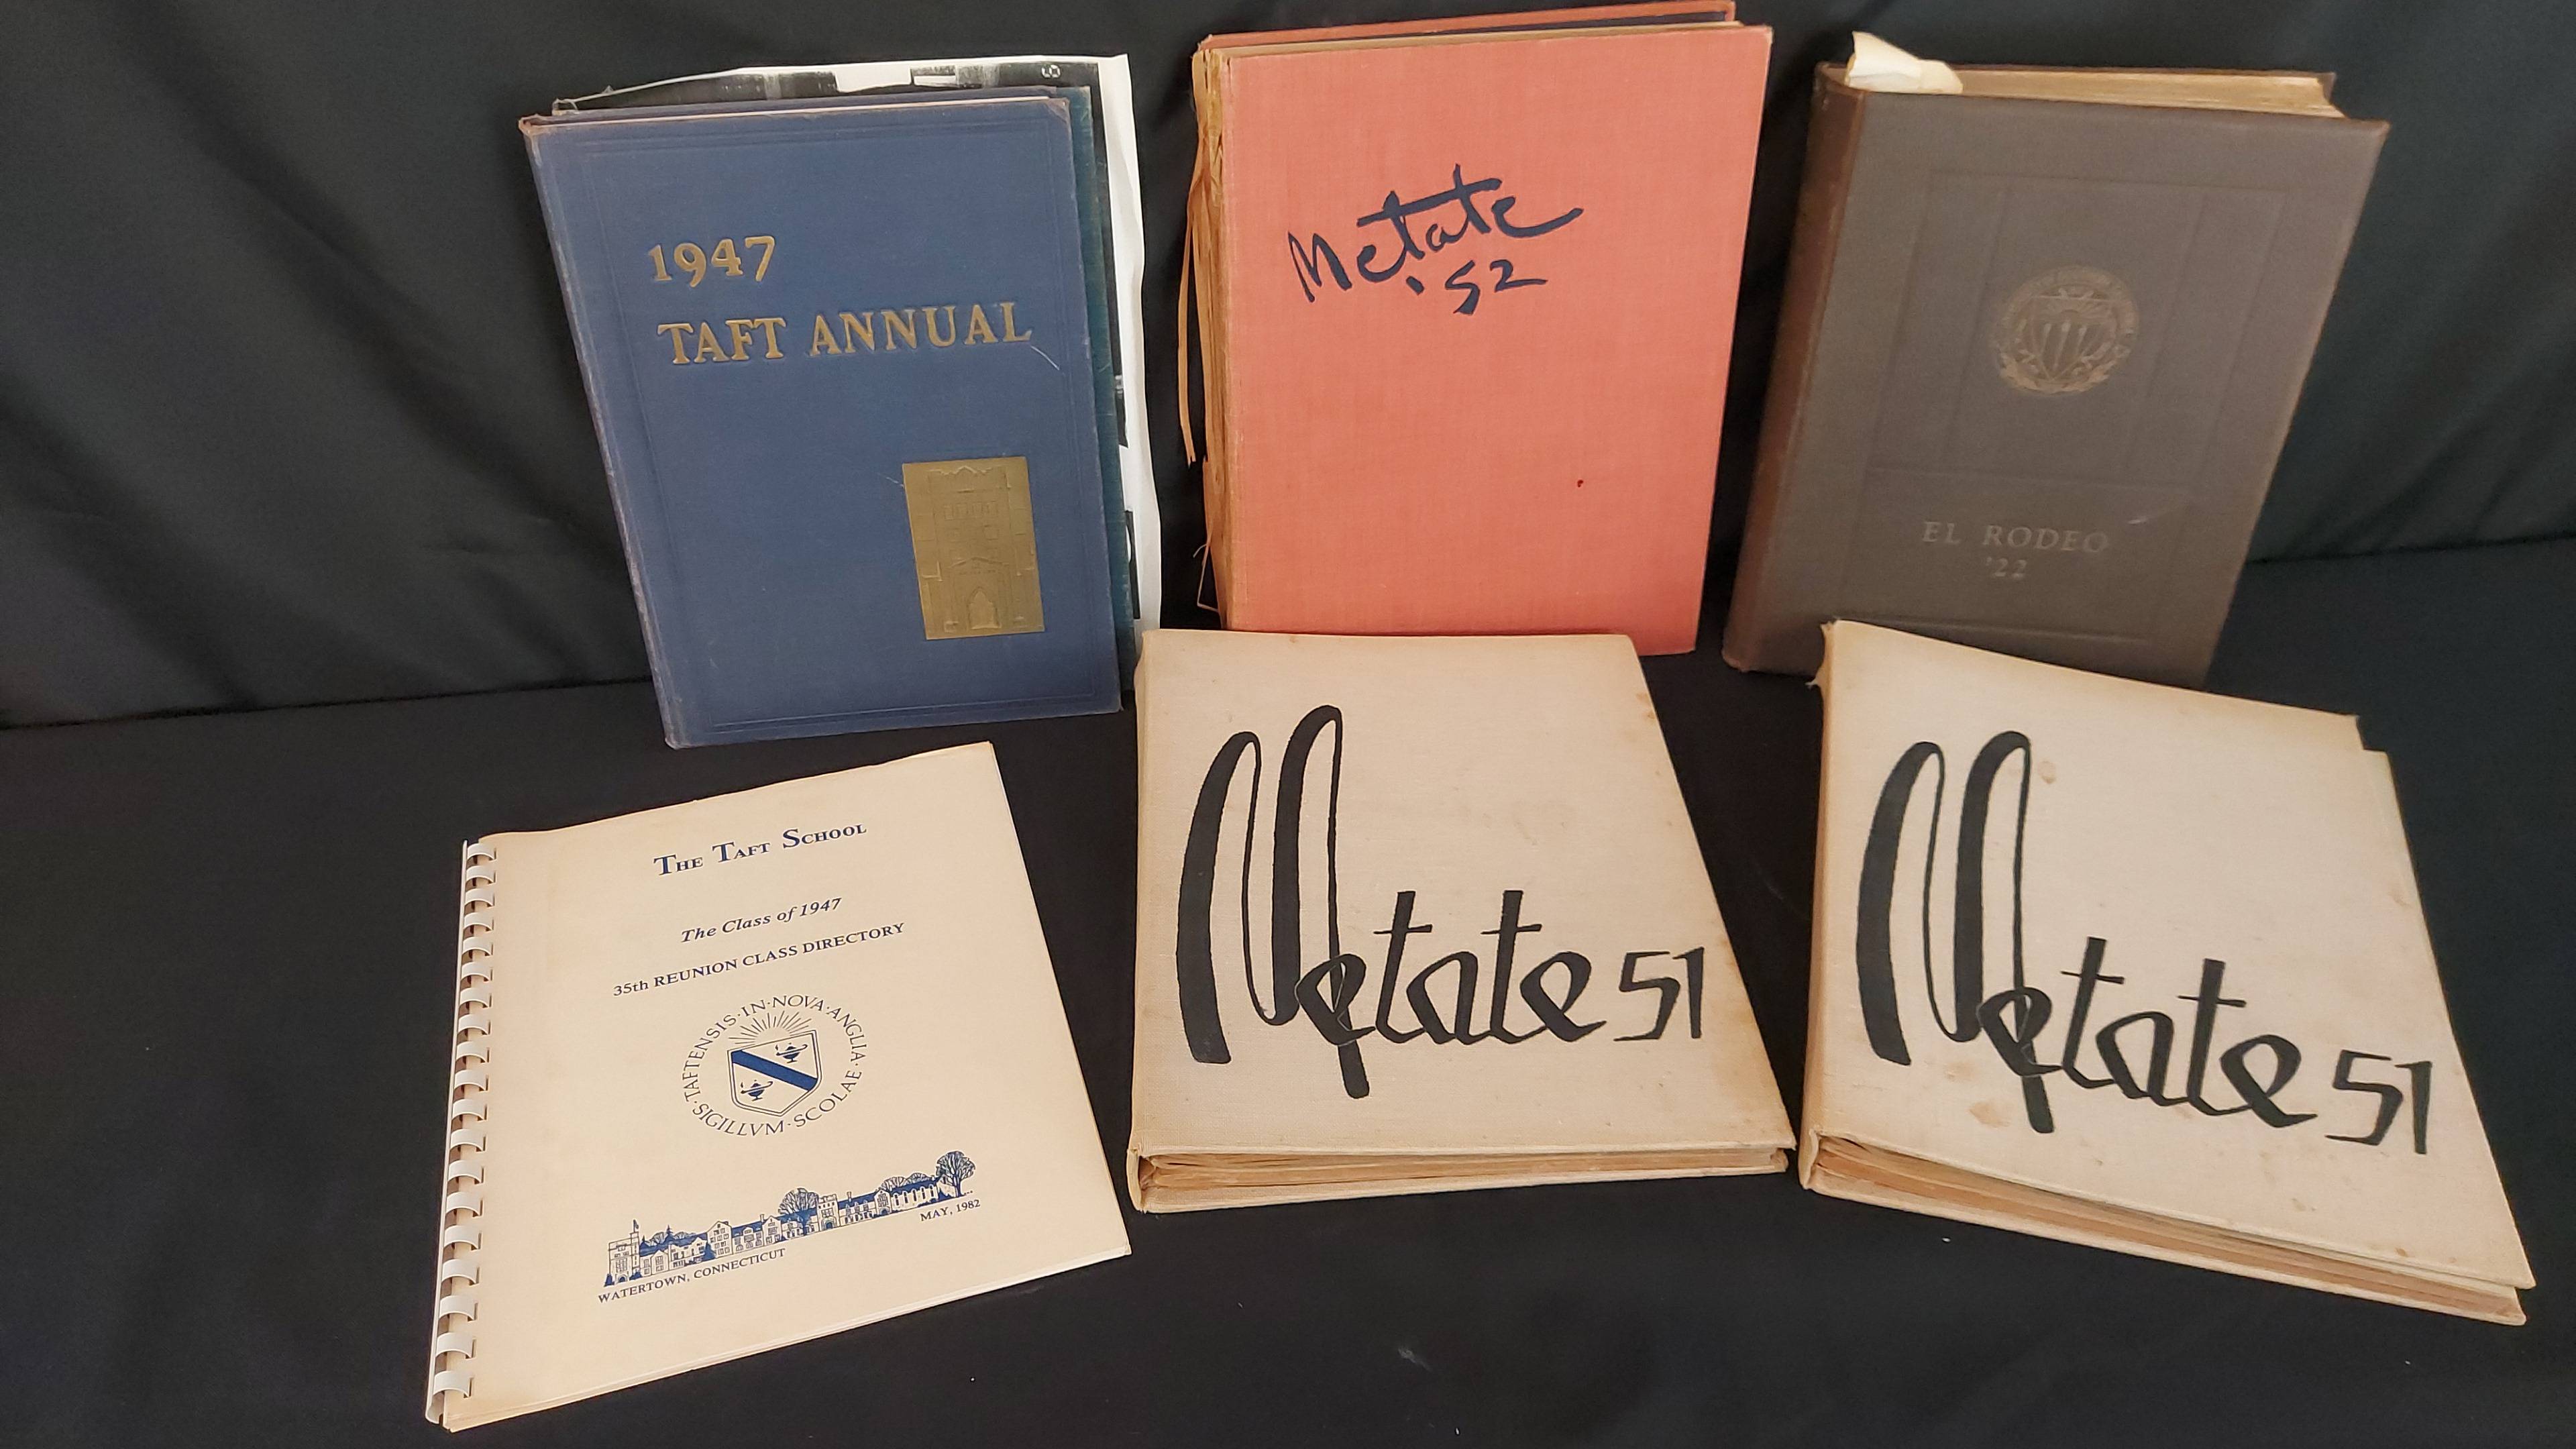 1947
TAFT ANNUAL
Metate
'52
EL RODEO
'22
THE TAFT SCHOOL
The Class of 1947
35th REUNION CLASS DIRECTORY
SIGILLVM · SCOLAE · TAFTENSIS · IN · NOVA · ANGLIA
MAY, 1982
WATERTOWN, CONNECTICUT
Metate 51
Metate 51